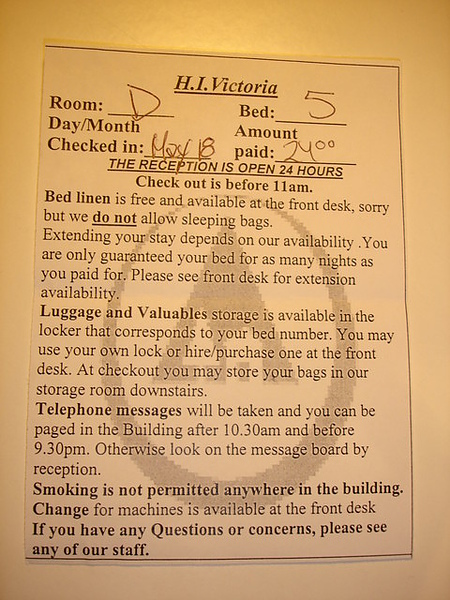 H.I.Victoria
Room: D Bed: 5
Day/Month Amount
Checked in: May 18 paid: 24.00
THE RECEPTION IS OPEN 24 HOURS
Check out is before 11am.
Bed linen is free and available at the front desk, sorry
but we do not allow sleeping bags.
Extending your stay depends on our availability .You
are only guaranteed your bed for as many nights as
you paid for. Please see front desk for extension
availability.
Luggage and Valuables storage is available in the
locker that corresponds to your bed number. You may
use your own lock or hire/purchase one at the front
desk. At checkout you may store your bags in our
storage room downstairs.
Telephone messages will be taken and you can be
paged in the Building after 10.30am and before
9.30pm. Otherwise look on the message board by
reception.
Smoking is not permitted anywhere in the building.
Change for machines is available at the front desk
If you have any Questions or concerns, please see
any of our staff.